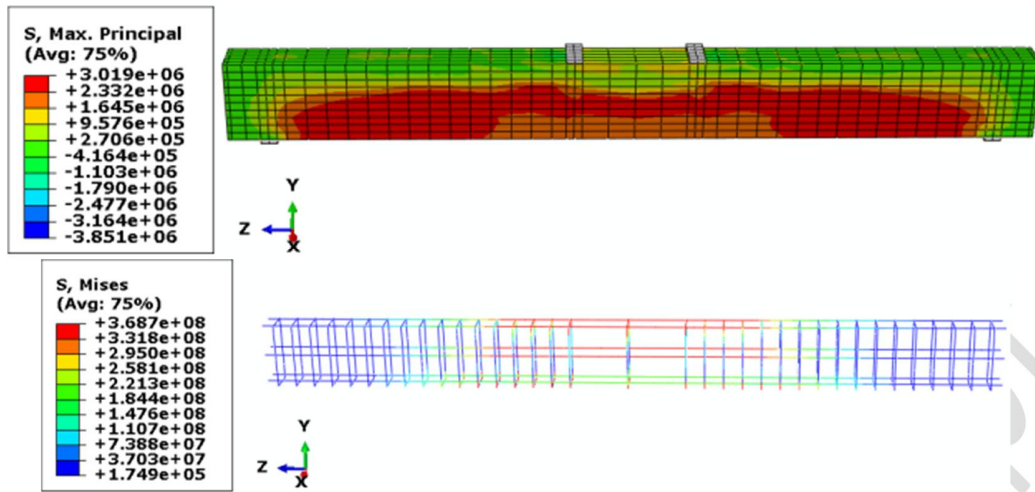 S, Max. Principal
(Avg: 75%)
+3.019e+06
+2.332e+06
+1.645e+06
+9.576e+05
+2.706e+05
-4.164e+05
-1.103e+06
-1.790e+06
-2.477e+06
-3.164e+06
-3.851e+06
Y
Z
X
S, Mises
(Avg: 75%)
+3.687e+08
+3.318e+08
+2.950e+08
+2.581e+08
+2.213e+08
+1.844e+08
+1.476e+08
+1.107e+08
+7.388e+07
+3.703e+07
+1.749e+05
Y
Z
X